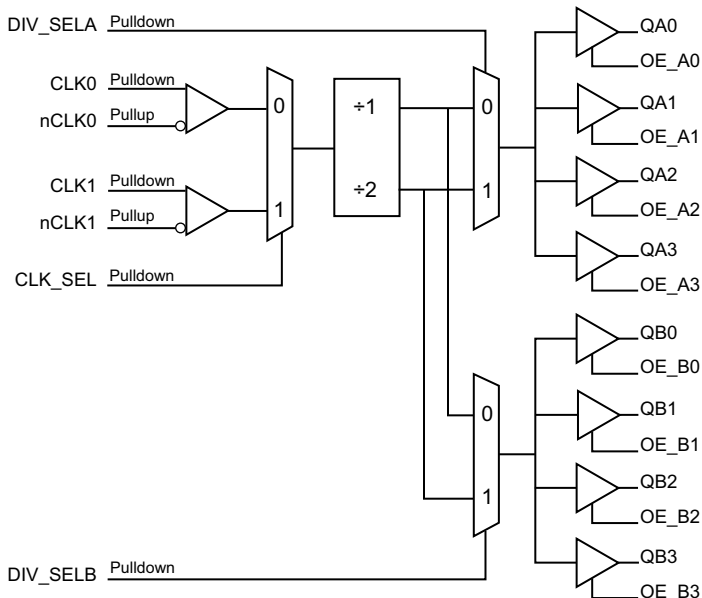 DIV_SELA Pulldown
CLK0 Pulldown
nCLK0 Pullup
CLK1 Pulldown
nCLK1 Pullup
CLK_SEL Pulldown
0
1
÷1
÷2
0
1
QA0
OE_A0
QA1
OE_A1
QA2
OE_A2
QA3
OE_A3
0
1
QB0
OE_B0
QB1
OE_B1
QB2
OE_B2
QB3
OE_B3
DIV_SELB Pulldown